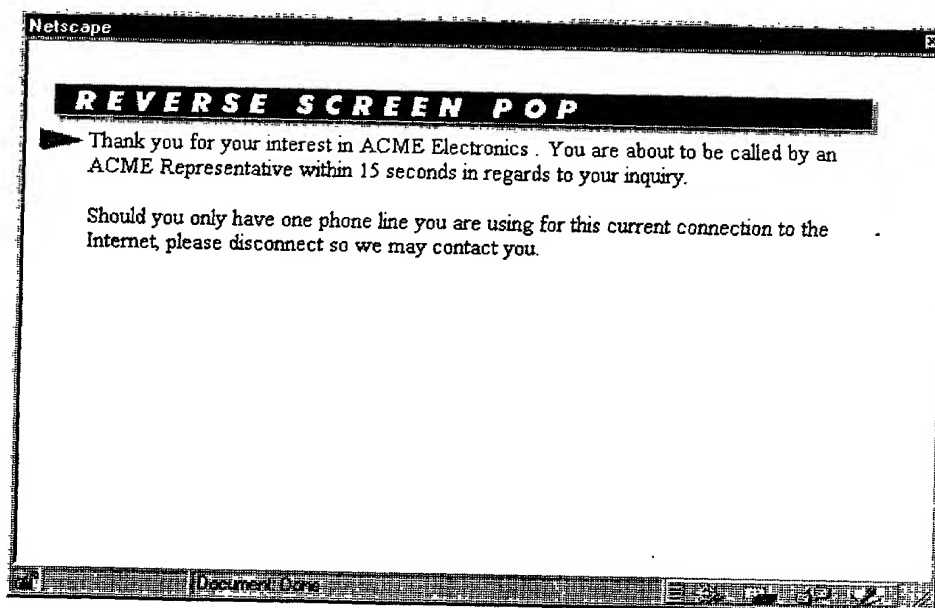 Netscape
REVERSE SCREEN POP
Thank you for your interest in ACME Electronics . You are about to be called by an
ACME Representative within 15 seconds in regards to your inquiry.
Should you only have one phone line you are using for this current connection to the
Internet, please disconnect so we may contact you.
Document: Done